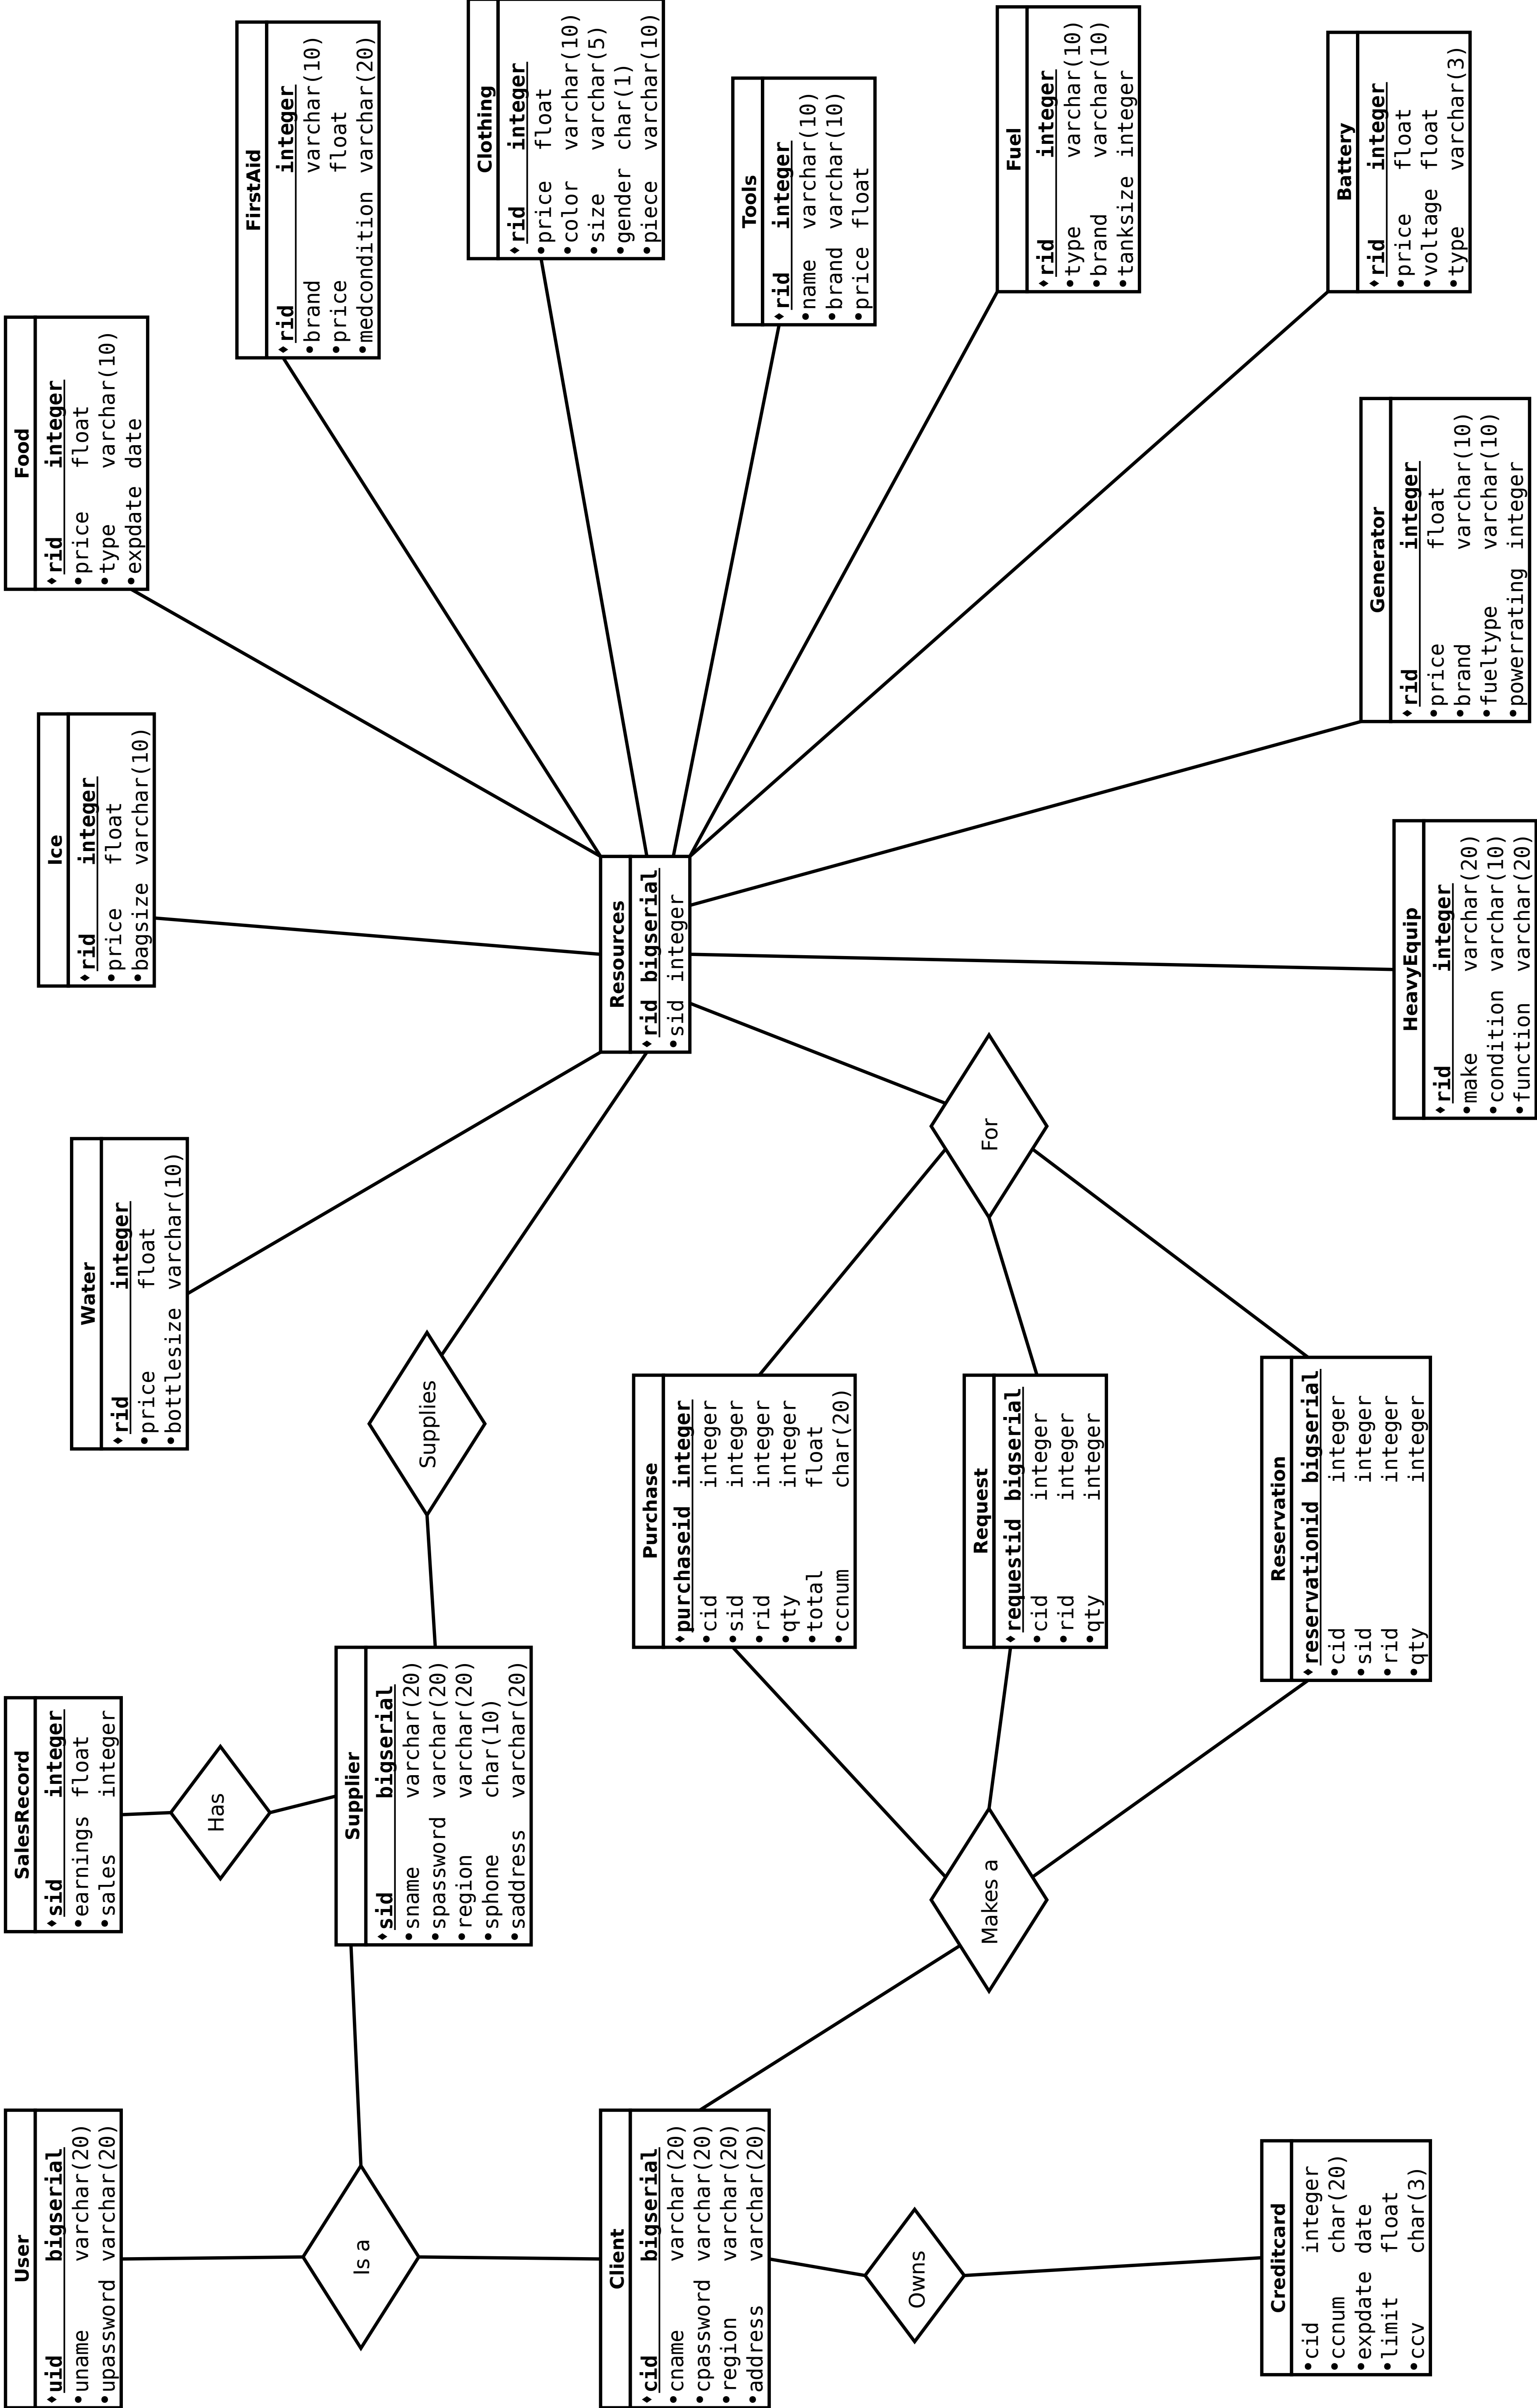 User
uid bigserial
uname varchar(20)
upassword varchar(20)
SalesRecord
sid integer
earnings float
sales integer
Water
rid integer
price float
bottlesize varchar(10)
Ice
rid integer
price float
bagsize varchar(10)
Food
rid integer
price float
type varchar(10)
expdate date
FirstAid
rid integer
brand varchar(10)
price float
medcondition varchar(20)
Has
Is a
Supplier
sid bigserial
sname varchar(20)
spassword varchar(20)
region varchar(20)
sphone char(10)
saddress varchar(20)
Supplies
Clothing
rid integer
price float
color varchar(10)
size varchar(5)
gender char(1)
piece varchar(10)
Client
cid bigserial
cname varchar(20)
cpassword varchar(20)
region varchar(20)
address varchar(20)
Resources
rid bigserial
sid integer
Purchase
purchaseid integer
cid integer
sid integer
rid integer
qty integer
total float
ccnum char(20)
Tools
rid integer
name varchar(10)
brand varchar(10)
price float
Owns
Makes a
Request
requestid bigserial
cid integer
rid integer
qty integer
For
Fuel
rid integer
type varchar(10)
brand varchar(10)
tanksize integer
Creditcard
cid integer
ccnum char(20)
expdate date
limit float
ccv char(3)
Reservation
reservationid bigserial
cid integer
sid integer
rid integer
qty integer
HeavyEquip
rid integer
make varchar(20)
condition varchar(10)
function varchar(20)
Generator
rid integer
price float
brand varchar(10)
fueltype varchar(10)
powerrating integer
Battery
rid integer
price float
voltage float
type varchar(3)